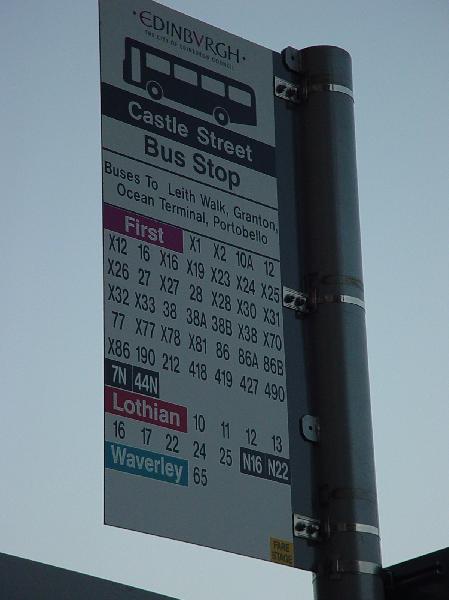 ·EDINBVRGH·
THE CITY OF EDINBURGH COUNCIL
Castle Street
Bus Stop
Buses To Leith Walk, Granton,
Ocean Terminal, Portobello
First X1 X2 10A 12
X12 16 X16 X19 X23 X24 X25
X26 27 X27 28 X28 X30 X31
X32 X33 38 38A 38B X38 X70
77 X77 X78 X81 86 86A 86B
X86 190 212 418 419 427 490
7N 44N
Lothian 10 11 12 13
16 17 22 24 25 N16 N22
Waverley 65
FARE
STAGE